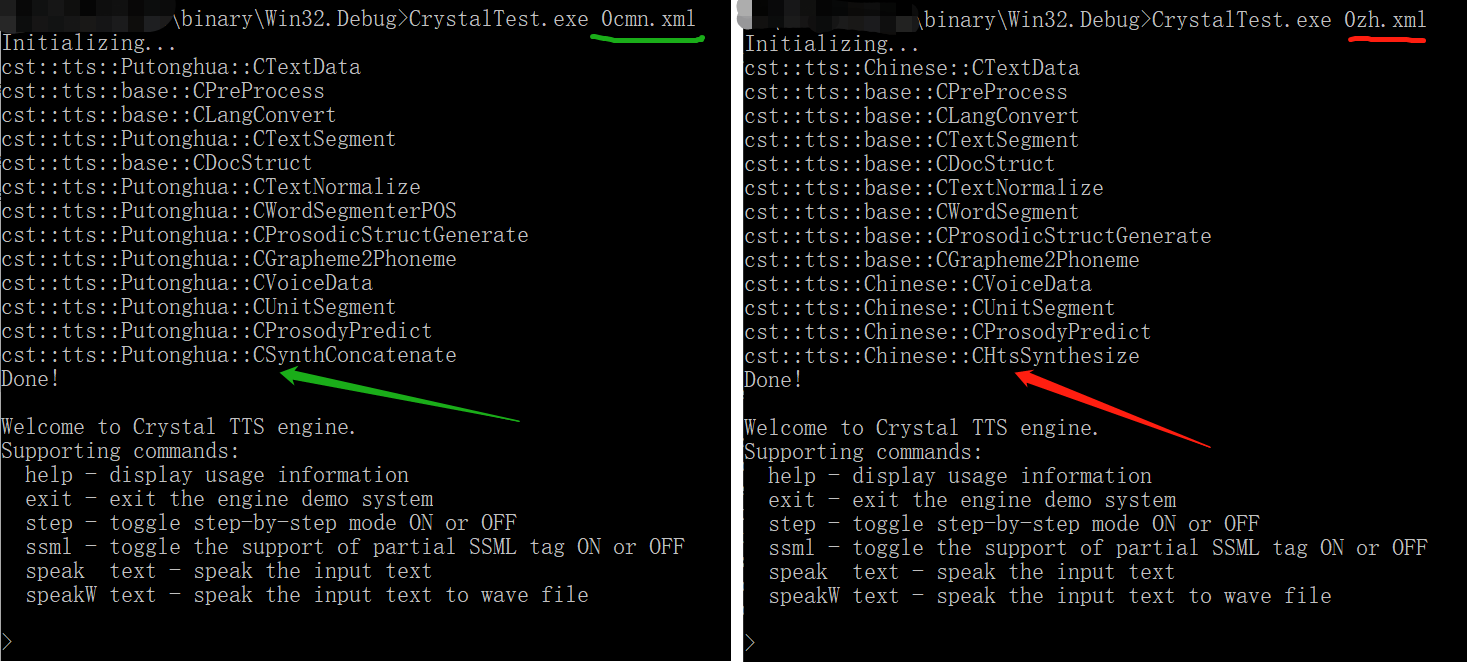 \binary\Win32.Debug>CrystalTest.exe 0cmn.xml
Initializing...
cst::tts::Putonghua::CTextData
cst::tts::base::CPreProcess
cst::tts::base::CLangConvert
cst::tts::Putonghua::CTextSegment
cst::tts::base::CDocStruct
cst::tts::Putonghua::CTextNormalize
cst::tts::Putonghua::CWordSegmenterPOS
cst::tts::Putonghua::CProsodicStructGenerate
cst::tts::Putonghua::CGrapheme2Phoneme
cst::tts::Putonghua::CVoiceData
cst::tts::Putonghua::CUnitSegment
cst::tts::Putonghua::CProsodyPredict
cst::tts::Putonghua::CSynthConcatenate
Done!
Welcome to Crystal TTS engine.
Supporting commands:
help - display usage information
exit - exit the engine demo system
step - toggle step-by-step mode ON or OFF
ssml - toggle the support of partial SSML tag ON or OFF
speak  text - speak the input text
speakW text - speak the input text to wave file
>
\binary\Win32.Debug>CrystalTest.exe 0zh.xml
Initializing...
cst::tts::Chinese::CTextData
cst::tts::base::CPreProcess
cst::tts::base::CLangConvert
cst::tts::base::CTextSegment
cst::tts::base::CDocStruct
cst::tts::base::CTextNormalize
cst::tts::base::CWordSegment
cst::tts::base::CProsodicStructGenerate
cst::tts::base::CGrapheme2Phoneme
cst::tts::Chinese::CVoiceData
cst::tts::Chinese::CUnitSegment
cst::tts::Chinese::CProsodyPredict
cst::tts::Chinese::CHtsSynthesize
Done!
Welcome to Crystal TTS engine.
Supporting commands:
help - display usage information
exit - exit the engine demo system
step - toggle step-by-step mode ON or OFF
ssml - toggle the support of partial SSML tag ON or OFF
speak  text - speak the input text
speakW text - speak the input text to wave file
>